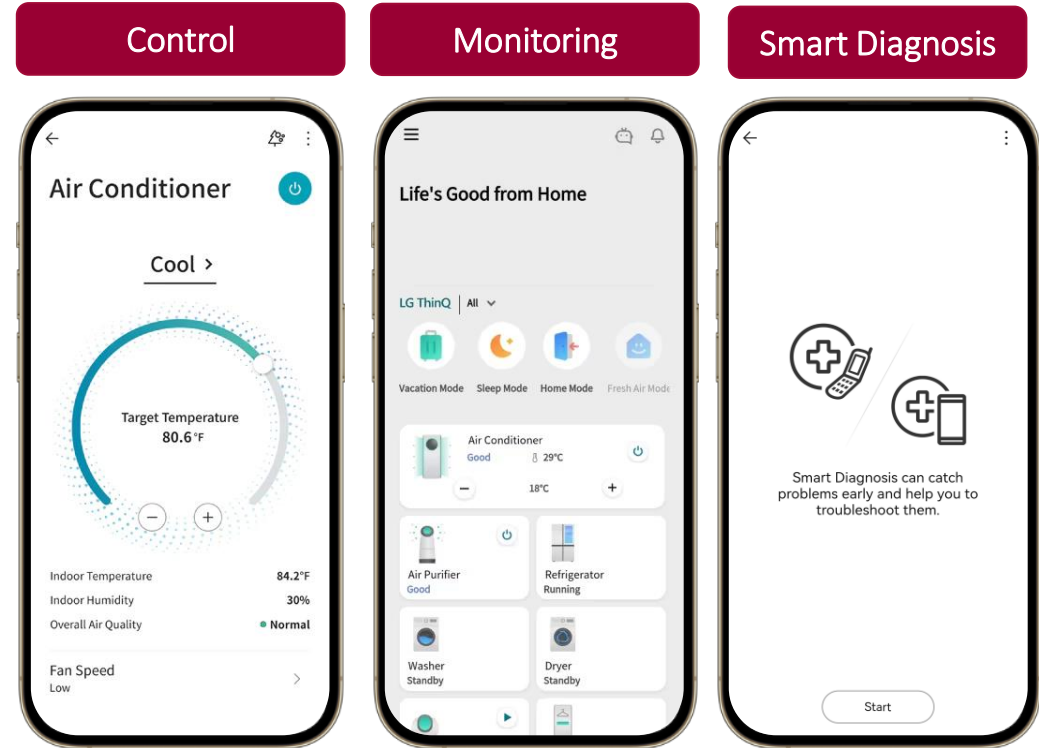 Control
Monitoring
Smart Diagnosis
Air Conditioner
Cool >
Target Temperature
80.6°F
Indoor Temperature 84.2°F
Indoor Humidity 30%
Overall Air Quality Normal
Fan Speed
Low
Life's Good from Home
LG ThinQ All
Vacation Mode Sleep Mode Home Mode Fresh Air Mode
Air Conditioner
Good 29°C
18°C
Air Purifier
Good
Refrigerator
Running
Washer
Standby
Dryer
Standby
Smart Diagnosis can catch
problems early and help you to
troubleshoot them.
Start